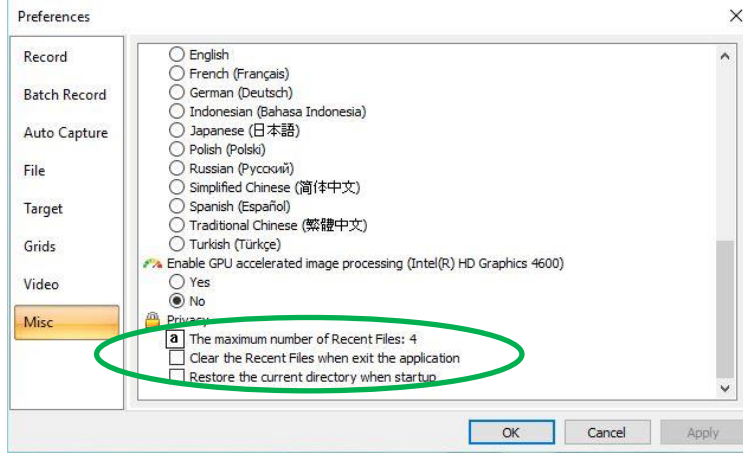 Preferences
Record
Batch Record
Auto Capture
File
Target
Grids
Video
Misc
English
French (Français)
German (Deutsch)
Indonesian (Bahasa Indonesia)
Japanese (日本語)
Polish (Polski)
Russian (Русский)
Simplified Chinese (简体中文)
Spanish (Español)
Traditional Chinese (繁體中文)
Turkish (Türkçe)
Enable GPU accelerated image processing (Intel(R) HD Graphics 4600)
Yes
No
Privacy
a The maximum number of Recent Files: 4
Clear the Recent Files when exit the application
Restore the current directory when startup
OK Cancel Apply